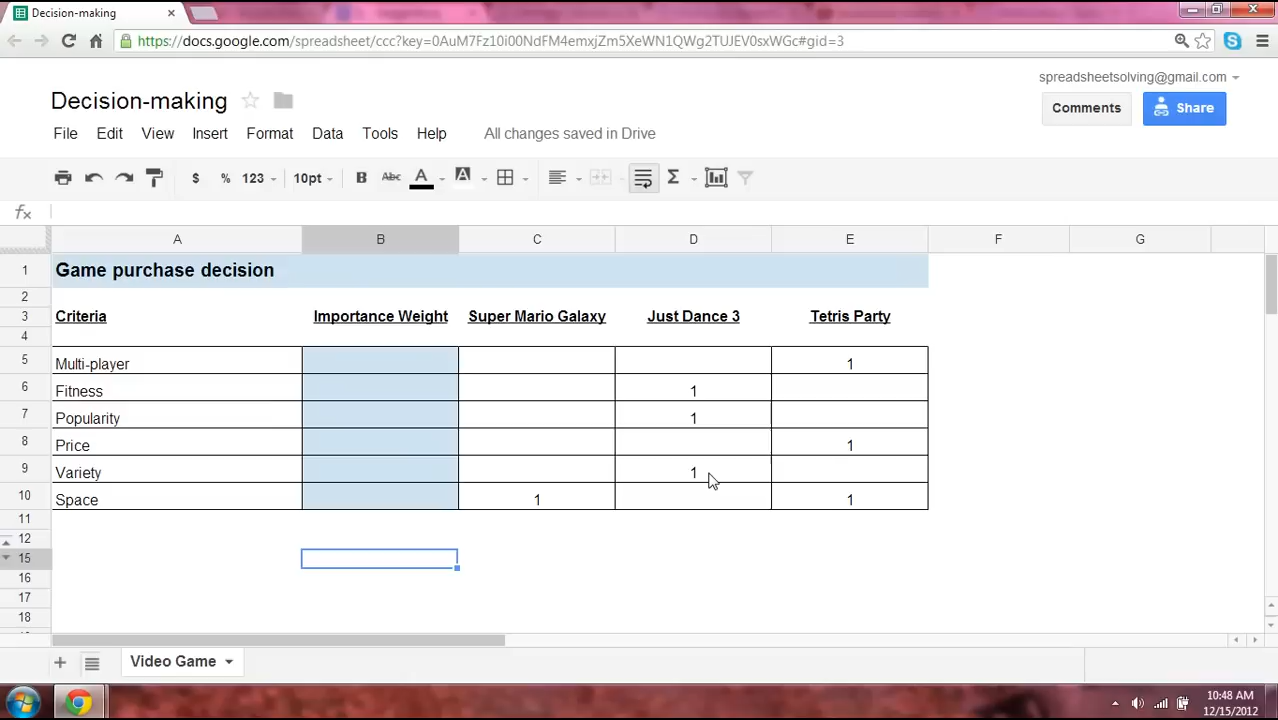 Decision-making
https://docs.google.com/spreadsheet/ccc?key=0AuM7Fz10i00NdFM4emxjZm5XeWN1QWg2TUJEV0sxWGc#gid=3
spreadsheetsolving@gmail.com
Decision-making
Comments
Share
File Edit View Insert Format Data Tools Help All changes saved in Drive
$ % 123 10pt B Abc A A Σ
fx
A B C D E F G
1 Game purchase decision
2
3 Criteria Importance Weight Super Mario Galaxy Just Dance 3 Tetris Party
4
5 Multi-player 1
6 Fitness 1
7 Popularity 1
8 Price 1
9 Variety 1
10 Space 1 1
11
12
15
16
17
18
Video Game
10:48 AM
12/15/2012